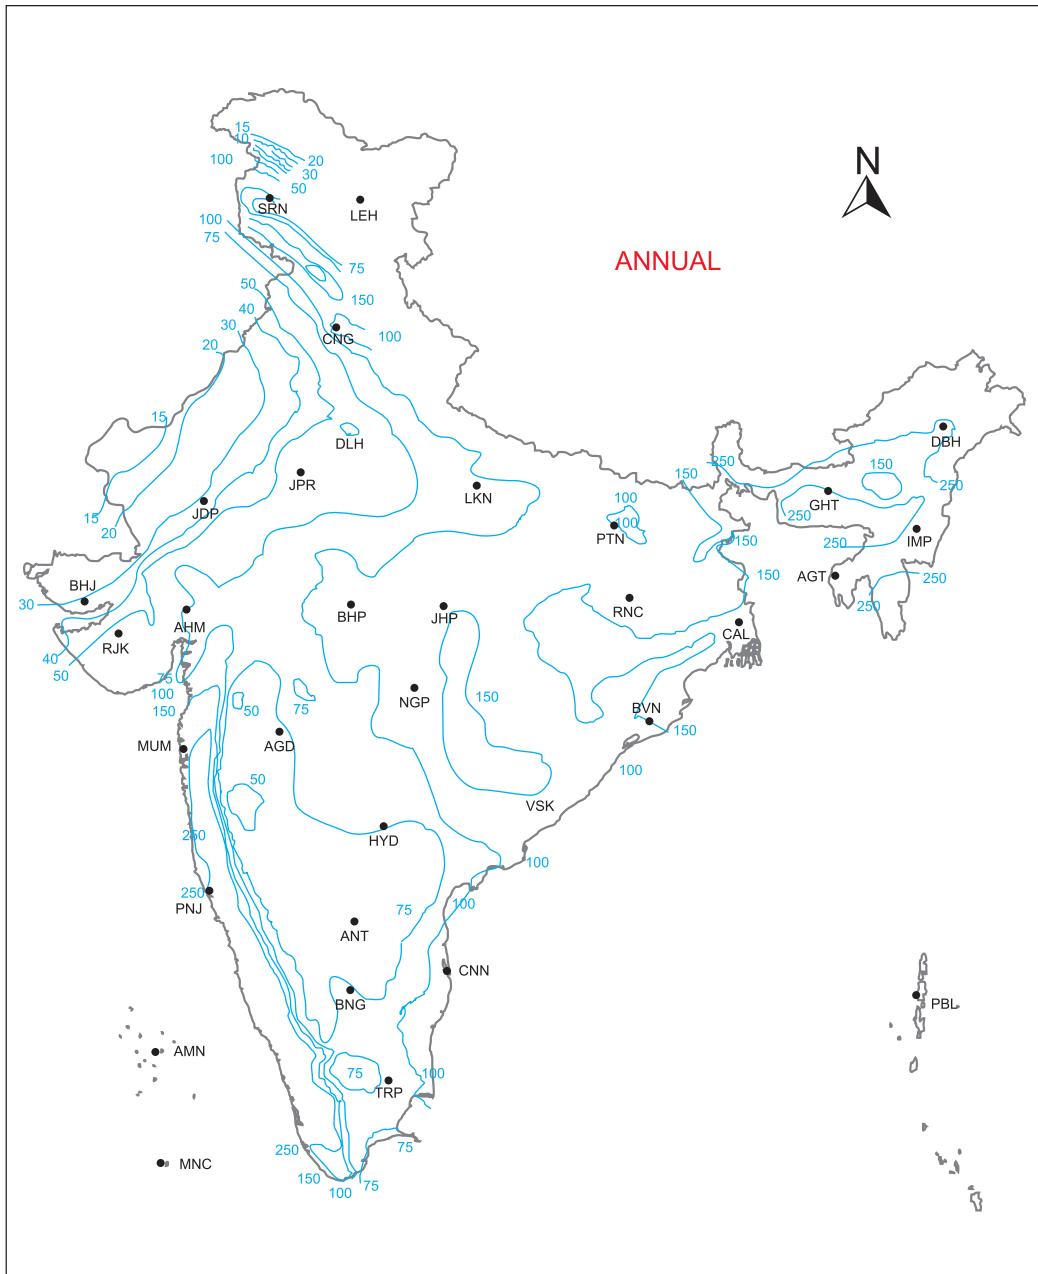 15
10
100
20
30
50
SRN
LEH
N
100
75
ANNUAL
75
50
150
40
30
CNG
100
20
15
DLH
DBH
250
150
150
JPR
LKN
250
JDP
100
GHT
15
100
250
20
PTN
IMP
150
250
AGT
150
250
BHJ
250
30
BHP
JHP
RNC
AHM
CAL
RJK
40
50
75
100
NGP
150
150
50
75
BVN
150
MUM
AGD
100
50
VSK
250
HYD
100
250
PNJ
75
100
ANT
CNN
BNG
PBL
AMN
75
100
TRP
250
75
MNC
150
75
100